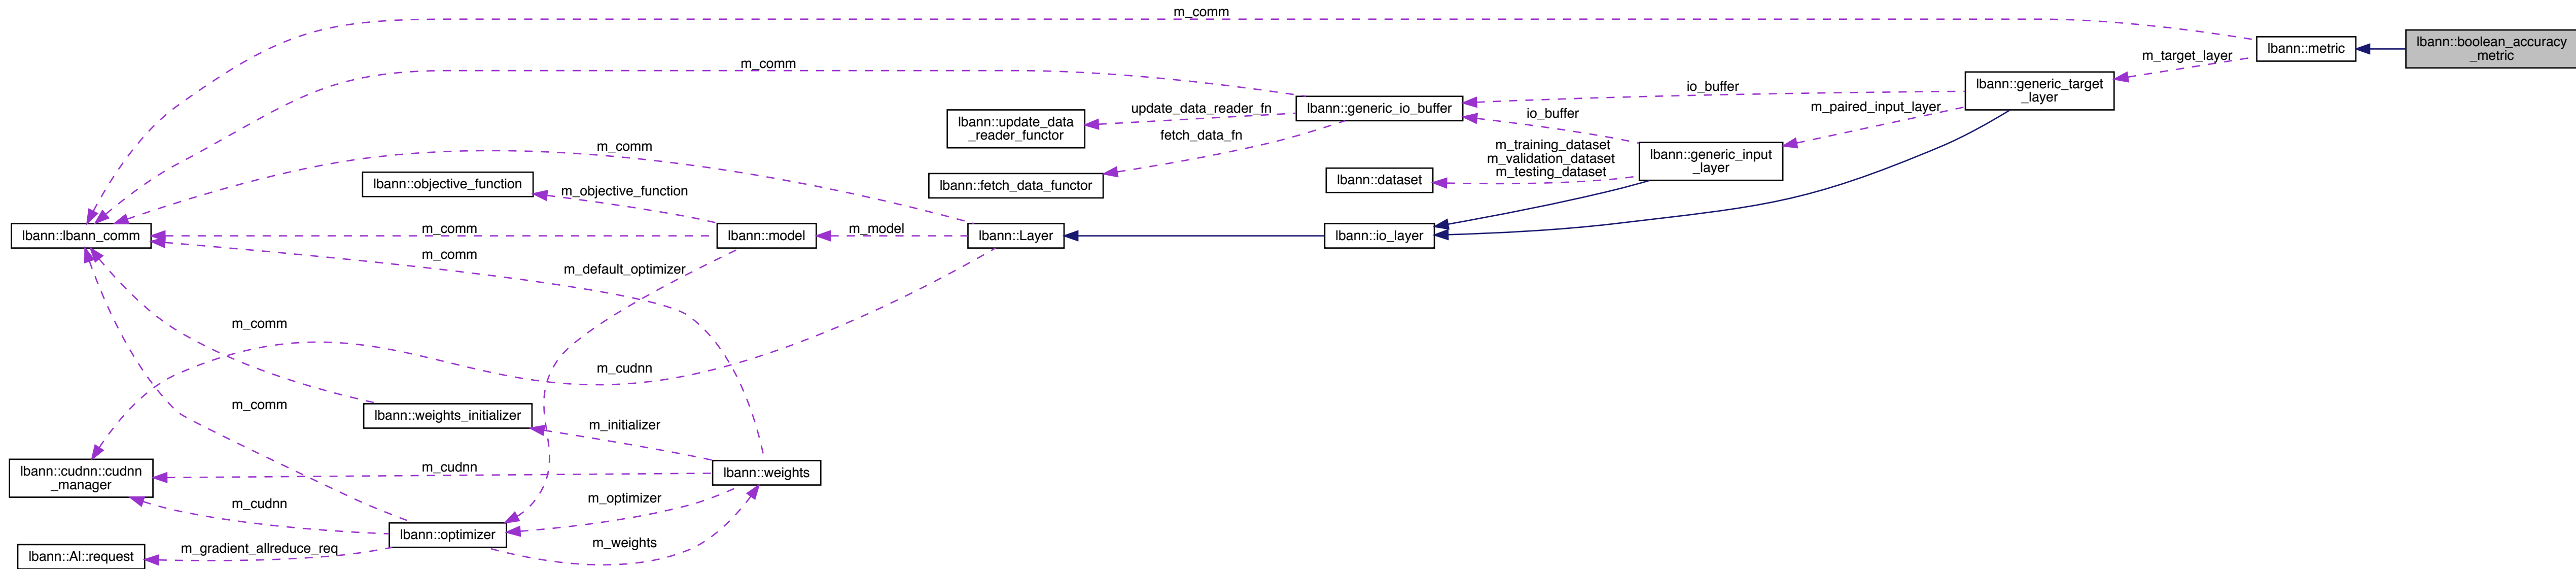 m_comm
lbann::boolean_accuracy
_metric
lbann::metric
m_target_layer
m_comm
lbann::generic_target
_layer
io_buffer
m_paired_input_layer
lbann::generic_io_buffer
update_data_reader_fn
io_buffer
lbann::update_data
_reader_functor
fetch_data_fn
m_comm
m_training_dataset
m_validation_dataset
m_testing_dataset
lbann::generic_input
_layer
lbann::dataset
lbann::fetch_data_functor
lbann::objective_function
m_objective_function
lbann::lbann_comm
m_comm
lbann::model
m_model
lbann::Layer
lbann::io_layer
m_comm
m_default_optimizer
m_comm
m_cudnn
m_comm
lbann::weights_initializer
m_initializer
lbann::cudnn::cudnn
_manager
m_cudnn
lbann::weights
m_cudnn
m_optimizer
lbann::optimizer
m_weights
lbann::Al::request
m_gradient_allreduce_req